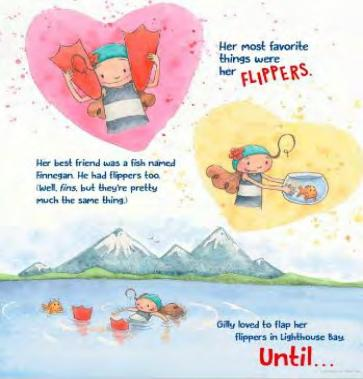 Her most favorite
things were
her FLIPPERS.
Her best friend was a fish named
Finnegan. He had flippers too.
(Well, fins, but they're pretty
much the same thing.)
Gilly loved to flap her
flippers in Lighthouse Bay.
Until...